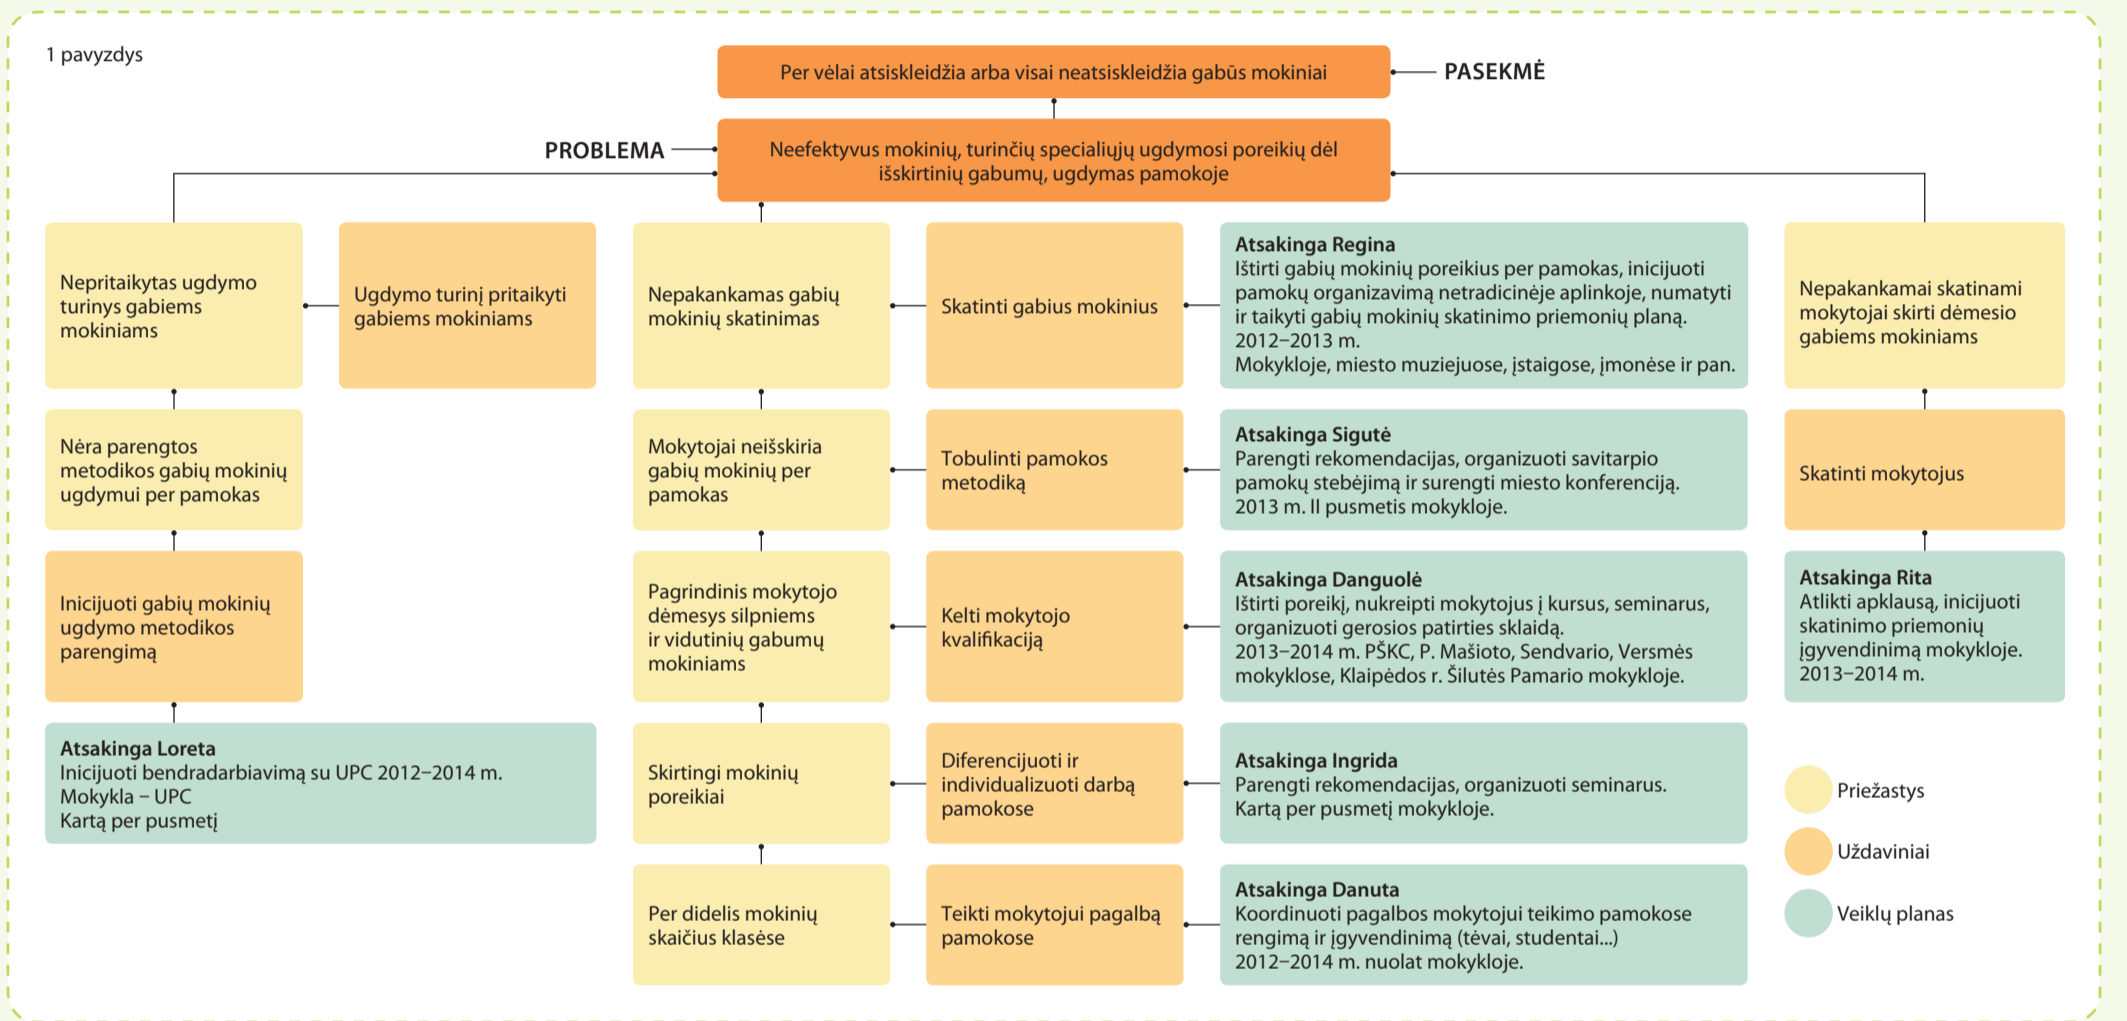 1 pavyzdys
Per vėlai atsiskleidžia arba visai neatsiskleidžia gabūs mokiniai
PASEKMĖ
PROBLEMA
Neefektyvus mokinių, turinčių specialiųjų ugdymosi poreikių dėl
išskirtinių gabumų, ugdymas pamokoje
Nepritaikytas ugdymo
turinys gabiems
mokiniams
Ugdymo turinį pritaikyti
gabiems mokiniams
Nėra parengtos
metodikos gabių mokinių
ugdymui per pamokas
Inicijuoti gabių mokinių
ugdymo metodikos
parengimą
Atsakinga Loreta
Inicijuoti bendradarbiavimą su UPC 2012–2014 m.
Mokykla – UPC
Kartą per pusmetį
Nepakankamas gabių
mokinių skatinimas
Skatinti gabius mokinius
Atsakinga Regina
Ištirti gabių mokinių poreikius per pamokas, inicijuoti
pamokų organizavimą netradicinėje aplinkoje, numatyti
ir taikyti gabių mokinių skatinimo priemonių planą.
2012–2013 m.
Mokykloje, miesto muziejuose, įstaigose, įmonėse ir pan.
Mokytojai neišskiria
gabių mokinių per
pamokas
Tobulinti pamokos
metodiką
Atsakinga Sigutė
Parengti rekomendacijas, organizuoti savitarpio
pamokų stebėjimą ir surengti miesto konferenciją.
2013 m. II pusmetis mokykloje.
Pagrindinis mokytojo
dėmesys silpniems
ir vidutinių gabumų
mokiniams
Kelti mokytojo
kvalifikaciją
Atsakinga Danguolė
Ištirti poreikį, nukreipti mokytojus į kursus, seminarus,
organizuoti gerosios patirties sklaidą.
2013–2014 m. PŠKC, P. Mašioto, Sendvario, Versmės
mokyklose, Klaipėdos r. Šilutės Pamario mokykloje.
Skirtingi mokinių
poreikiai
Diferencijuoti ir
individualizuoti darbą
pamokose
Atsakinga Ingrida
Parengti rekomendacijas, organizuoti seminarus.
Kartą per pusmetį mokykloje.
Per didelis mokinių
skaičius klasėse
Teikti mokytojui pagalbą
pamokose
Atsakinga Danuta
Koordinuoti pagalbos mokytojui teikimo pamokose
rengimą ir įgyvendinimą (tėvai, studentai...)
2012–2014 m. nuolat mokykloje.
Nepakankamai skatinami
mokytojai skirti dėmesio
gabiems mokiniams
Skatinti mokytojus
Atsakinga Rita
Atlikti apklausą, inicijuoti
skatinimo priemonių
įgyvendinimą mokykloje.
2013–2014 m.
Priežastys
Uždaviniai
Veiklų planas